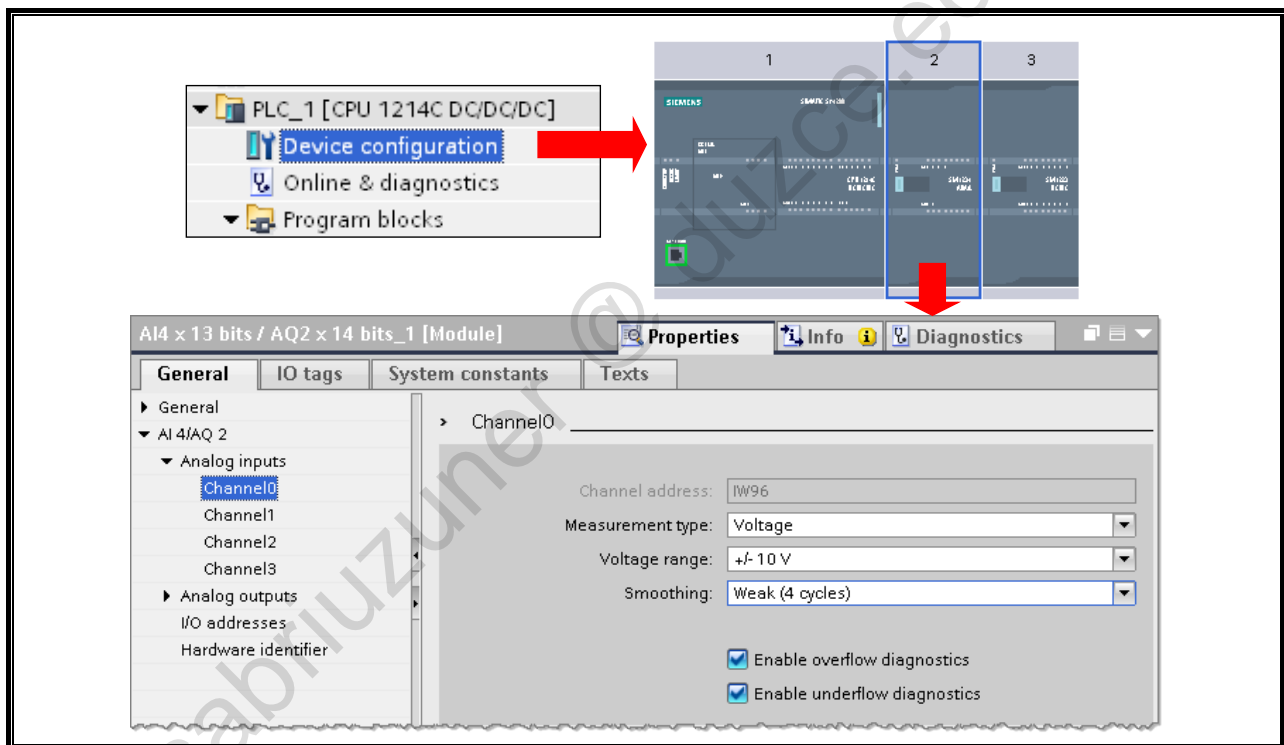 1 2 3
PLC_1 [CPU 1214C DC/DC/DC]
Device configuration
Online & diagnostics
Program blocks
SIEMENS
AI4 x 13 bits / AQ2 x 14 bits_1 [Module]
Properties
Info
Diagnostics
General
IO tags
System constants
Texts
General
AI 4/AQ 2
Analog inputs
Channel0
Channel1
Channel2
Channel3
Analog outputs
I/O addresses
Hardware identifier
Channel0
Channel address: IW96
Measurement type: Voltage
Voltage range: +/- 10 V
Smoothing: Weak (4 cycles)
Enable overflow diagnostics
Enable underflow diagnostics